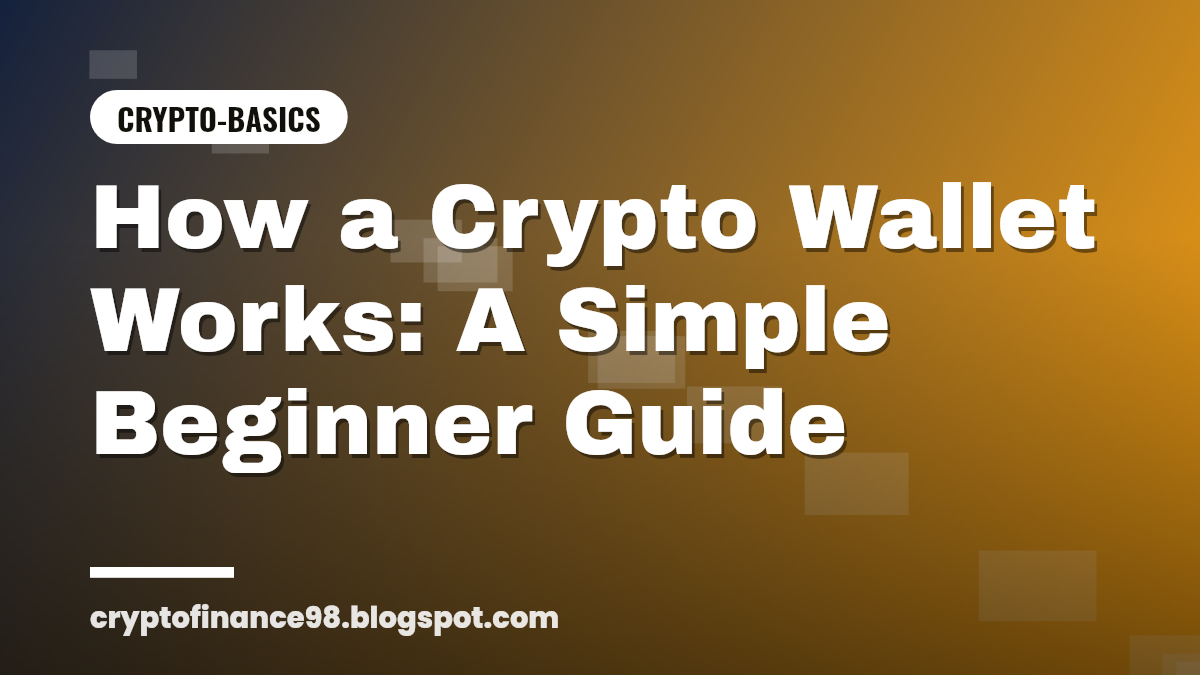 CRYPTO-BASICS
How a Crypto Wallet
Works: A Simple
Beginner Guide
cryptofinance98.blogspot.com